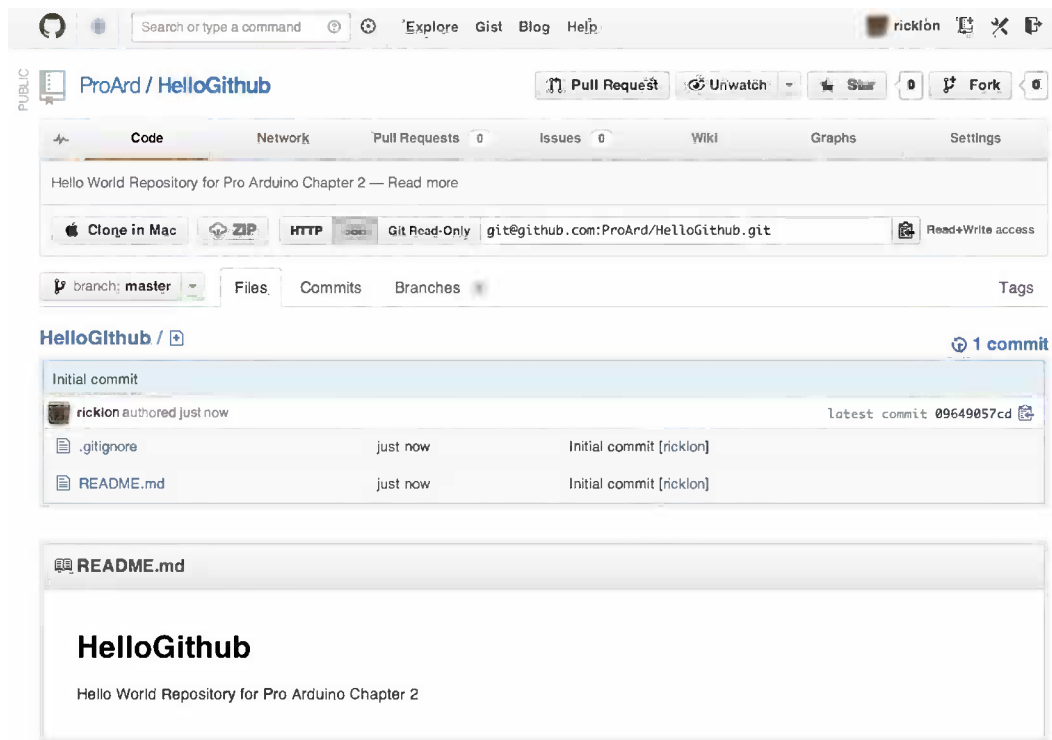 Search or type a command Explore Gist Blog Help ricklon
PUBLIC
ProArd / HelloGithub Pull Request Unwatch Star 0 Fork 0
Code Network Pull Requests 0 Issues 0 Wiki Graphs Settings
Hello World Repository for Pro Arduino Chapter 2 — Read more
Clone in Mac ZIP HTTP Git Read-Only git@github.com:ProArd/HelloGithub.git Read+Write access
branch: master Files Commits Branches Tags
HelloGithub / 1 commit
Initial commit
ricklon authored just now latest commit 09649057cd
.gitignore just now Initial commit [ricklon]
README.md just now Initial commit [ricklon]
README.md
HelloGithub
Hello World Repository for Pro Arduino Chapter 2